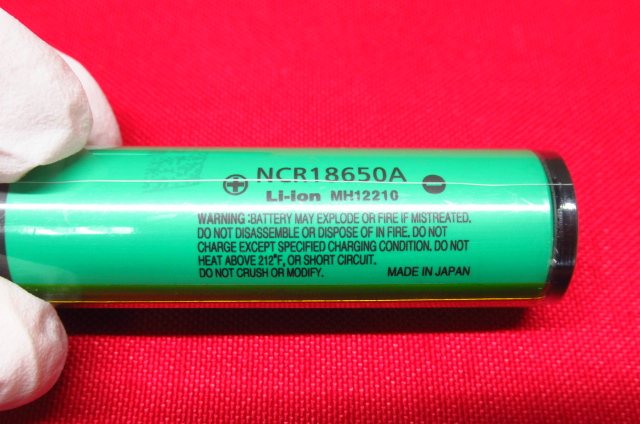 NCR18650A
Li-ion MH12210
WARNING :BATTERY MAY EXPLODE OR FIRE IF MISTREATED.
DO NOT DISASSEMBLE OR DISPOSE OF IN FIRE. DO NOT
CHARGE EXCEPT SPECIFIED CHARGING CONDITION. DO NOT
HEAT ABOVE 212°F, OR SHORT CIRCUIT.
DO NOT CRUSH OR MODIFY. MADE IN JAPAN